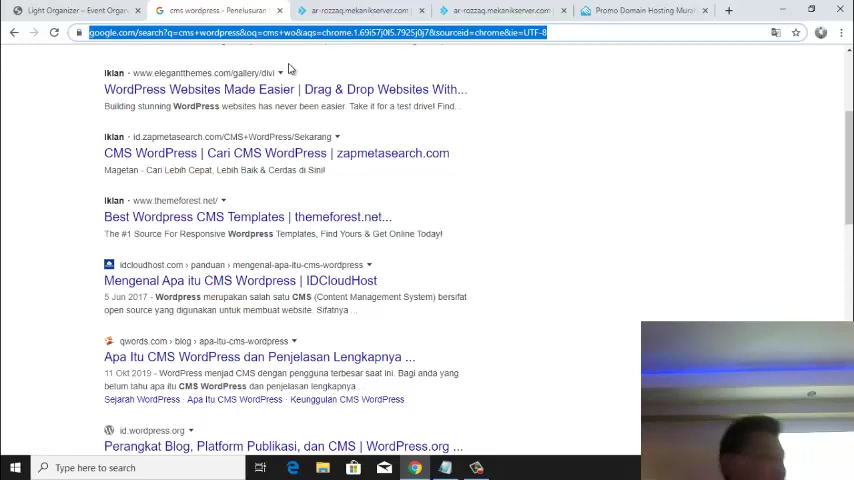 Light Organizer – Event Organi
cms wordpress - Penelusuran
ar-rozzaq.mekanikserver.com
ar-rozzaq.mekanikserver.com /
Promo Domain Hosting Murah
google.com/search?q=cms+wordpress&oq=cms+wo&aqs=chrome.1.69i57j0l5.7925j0j7&sourceid=chrome&ie=UTF-8
Iklan · www.elegantthemes.com/gallery/divi
WordPress Websites Made Easier | Drag & Drop Websites With...
Building stunning WordPress websites has never been easier. Take it for a test drive! Find...
Iklan · id.zapmetasearch.com/CMS+WordPress/Sekarang
CMS WordPress | Cari CMS WordPress | zapmetasearch.com
Magetan - Cari Lebih Cepat, Lebih Baik & Cerdas di Sini!
Iklan · www.themeforest.net/
Best Wordpress CMS Templates | themeforest.net...
The #1 Source For Responsive Wordpress Templates, Find Yours & Get Online Today!
idcloudhost.com › panduan › mengenal-apa-itu-cms-wordpress
Mengenal Apa itu CMS Wordpress | IDCloudHost
5 Jun 2017 - Wordpress merupakan salah satu CMS (Content Management System) bersifat
open source yang digunakan untuk membuat website. Sifatnya ...
qwords.com › blog › apa-itu-cms-wordpress
Apa Itu CMS WordPress dan Penjelasan Lengkapnya ...
11 Okt 2019 - WordPress menjadi CMS dengan pengguna terbesar saat ini. Bagi anda yang
belum tahu apa itu CMS WordPress dan penjelasan lengkapnya ...
Sejarah WordPress · Apa Itu CMS WordPress · Keunggulan CMS WordPress
id.wordpress.org
Perangkat Blog, Platform Publikasi, dan CMS | WordPress.org ...
Type here to search